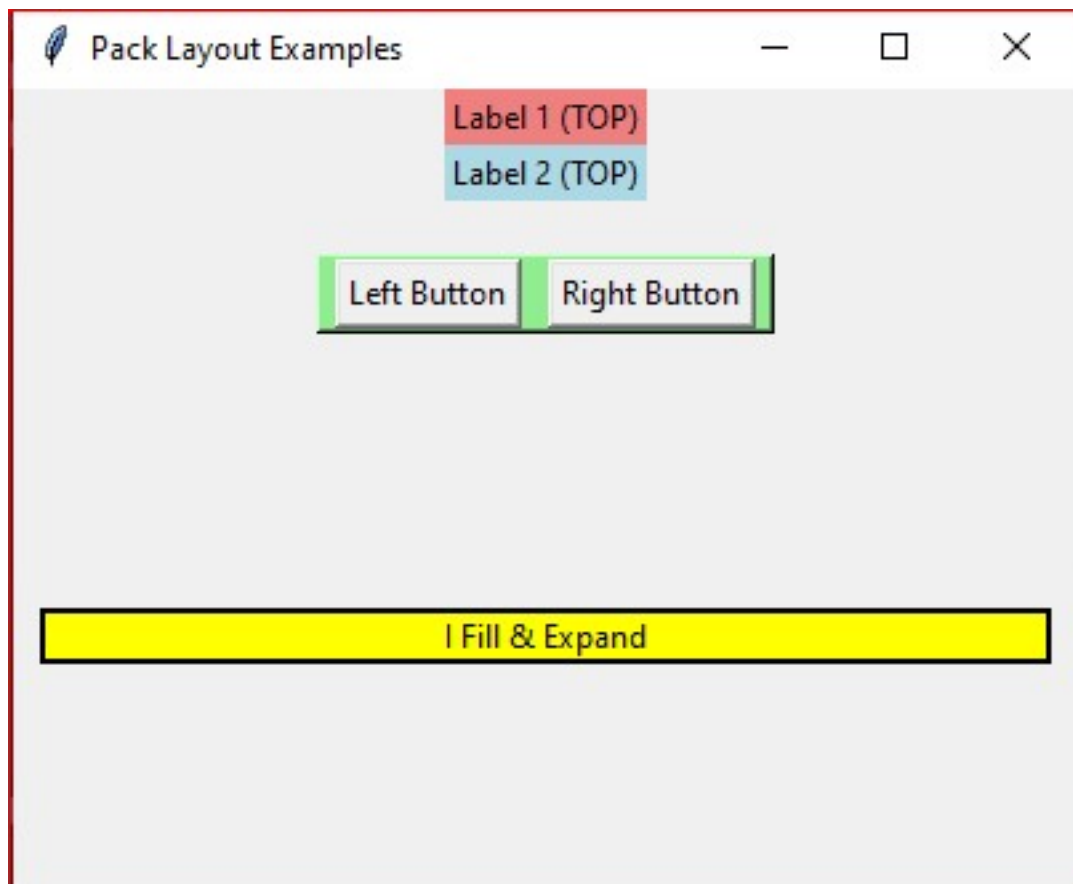 Pack Layout Examples
Label 1 (TOP)
Label 2 (TOP)
Left Button Right Button
I Fill & Expand